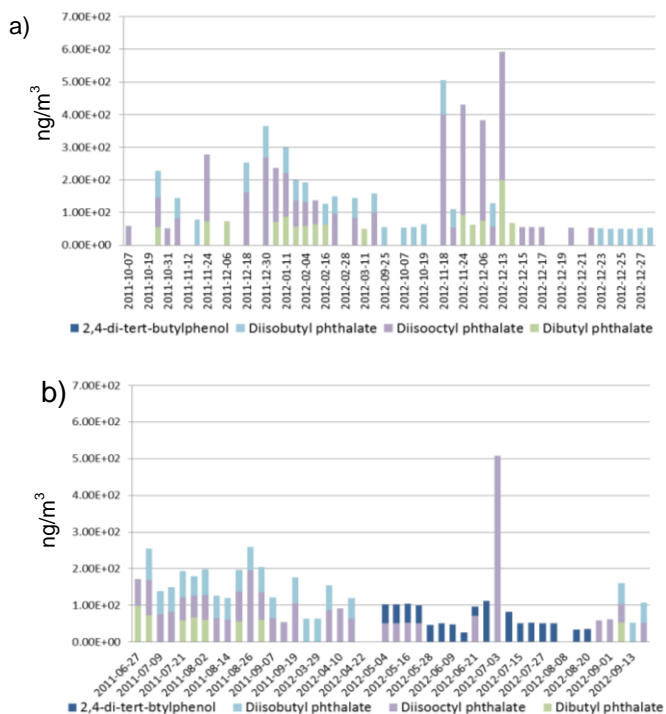 a)
7.00E+02
6.00E+02
5.00E+02
4.00E+02
3.00E+02
2.00E+02
1.00E+02
0.00E+00
ng/m³
2011-10-07
2011-10-19
2011-10-31
2011-11-12
2011-11-24
2011-12-06
2011-12-18
2011-12-30
2012-01-11
2012-02-04
2012-02-16
2012-02-28
2012-03-11
2012-09-25
2012-10-07
2012-10-19
2012-11-18
2012-11-24
2012-12-06
2012-12-13
2012-12-15
2012-12-17
2012-12-19
2012-12-21
2012-12-23
2012-12-25
2012-12-27
2,4-di-tert-butylphenol Diisobutyl phthalate Diisooctyl phthalate Dibutyl phthalate
b)
7.00E+02
6.00E+02
5.00E+02
4.00E+02
3.00E+02
2.00E+02
1.00E+02
0.00E+00
ng/m³
2011-06-27
2011-07-09
2011-07-21
2011-08-02
2011-08-14
2011-08-26
2011-09-07
2011-09-19
2012-03-29
2012-04-10
2012-04-22
2012-05-04
2012-05-16
2012-05-28
2012-06-09
2012-06-21
2012-07-03
2012-07-15
2012-07-27
2012-08-08
2012-08-20
2012-09-01
2012-09-13
2,4-di-tert-btylphenol Diisobutyl phthalate Diisooctyl phthalate Dibutyl phthalate